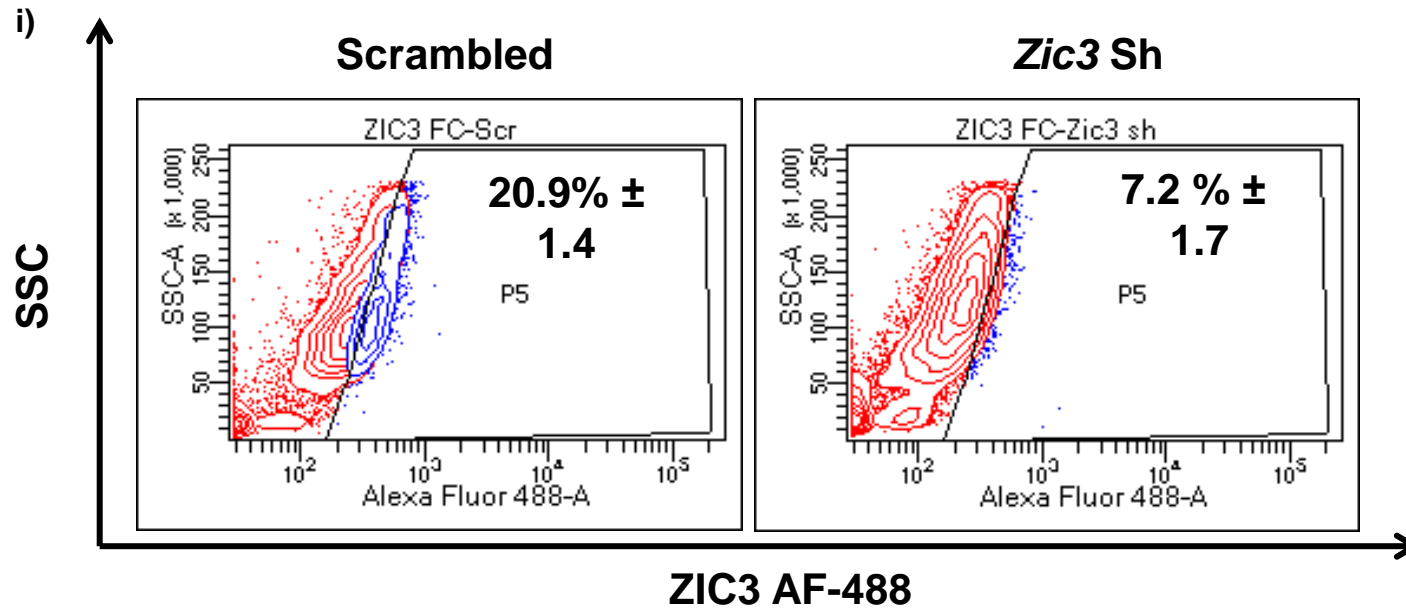 i)
Scrambled
Zic3 Sh
SSC
ZIC3 FC-Scr
SSC-A (x 1,000)
250
200
150
100
50
20.9% ±
1.4
P5
10²
10³
10⁴
10⁵
Alexa Fluor 488-A
ZIC3 FC-Zic3 sh
SSC-A (x 1,000)
250
200
150
100
50
7.2 % ±
1.7
P5
10²
10³
10⁴
10⁵
Alexa Fluor 488-A
ZIC3 AF-488